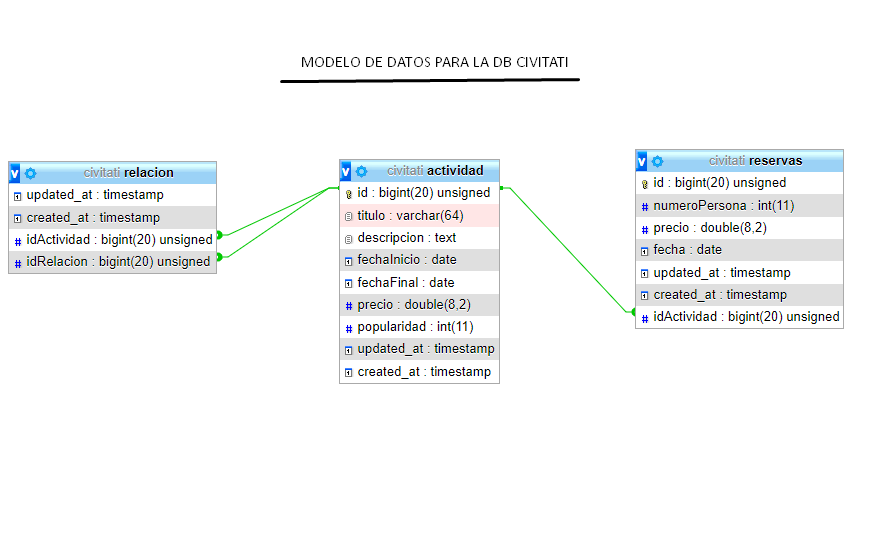 MODELO DE DATOS PARA LA DB CIVITATI
v civitati relacion
updated_at : timestamp
created_at : timestamp
# idActividad : bigint(20) unsigned
# idRelacion : bigint(20) unsigned
v civitati actividad
id : bigint(20) unsigned
titulo : varchar(64)
descripcion : text
fechaInicio : date
fechaFinal : date
# precio : double(8,2)
# popularidad : int(11)
updated_at : timestamp
created_at : timestamp
v civitati reservas
id : bigint(20) unsigned
# numeroPersona : int(11)
# precio : double(8,2)
fecha : date
updated_at : timestamp
created_at : timestamp
# idActividad : bigint(20) unsigned